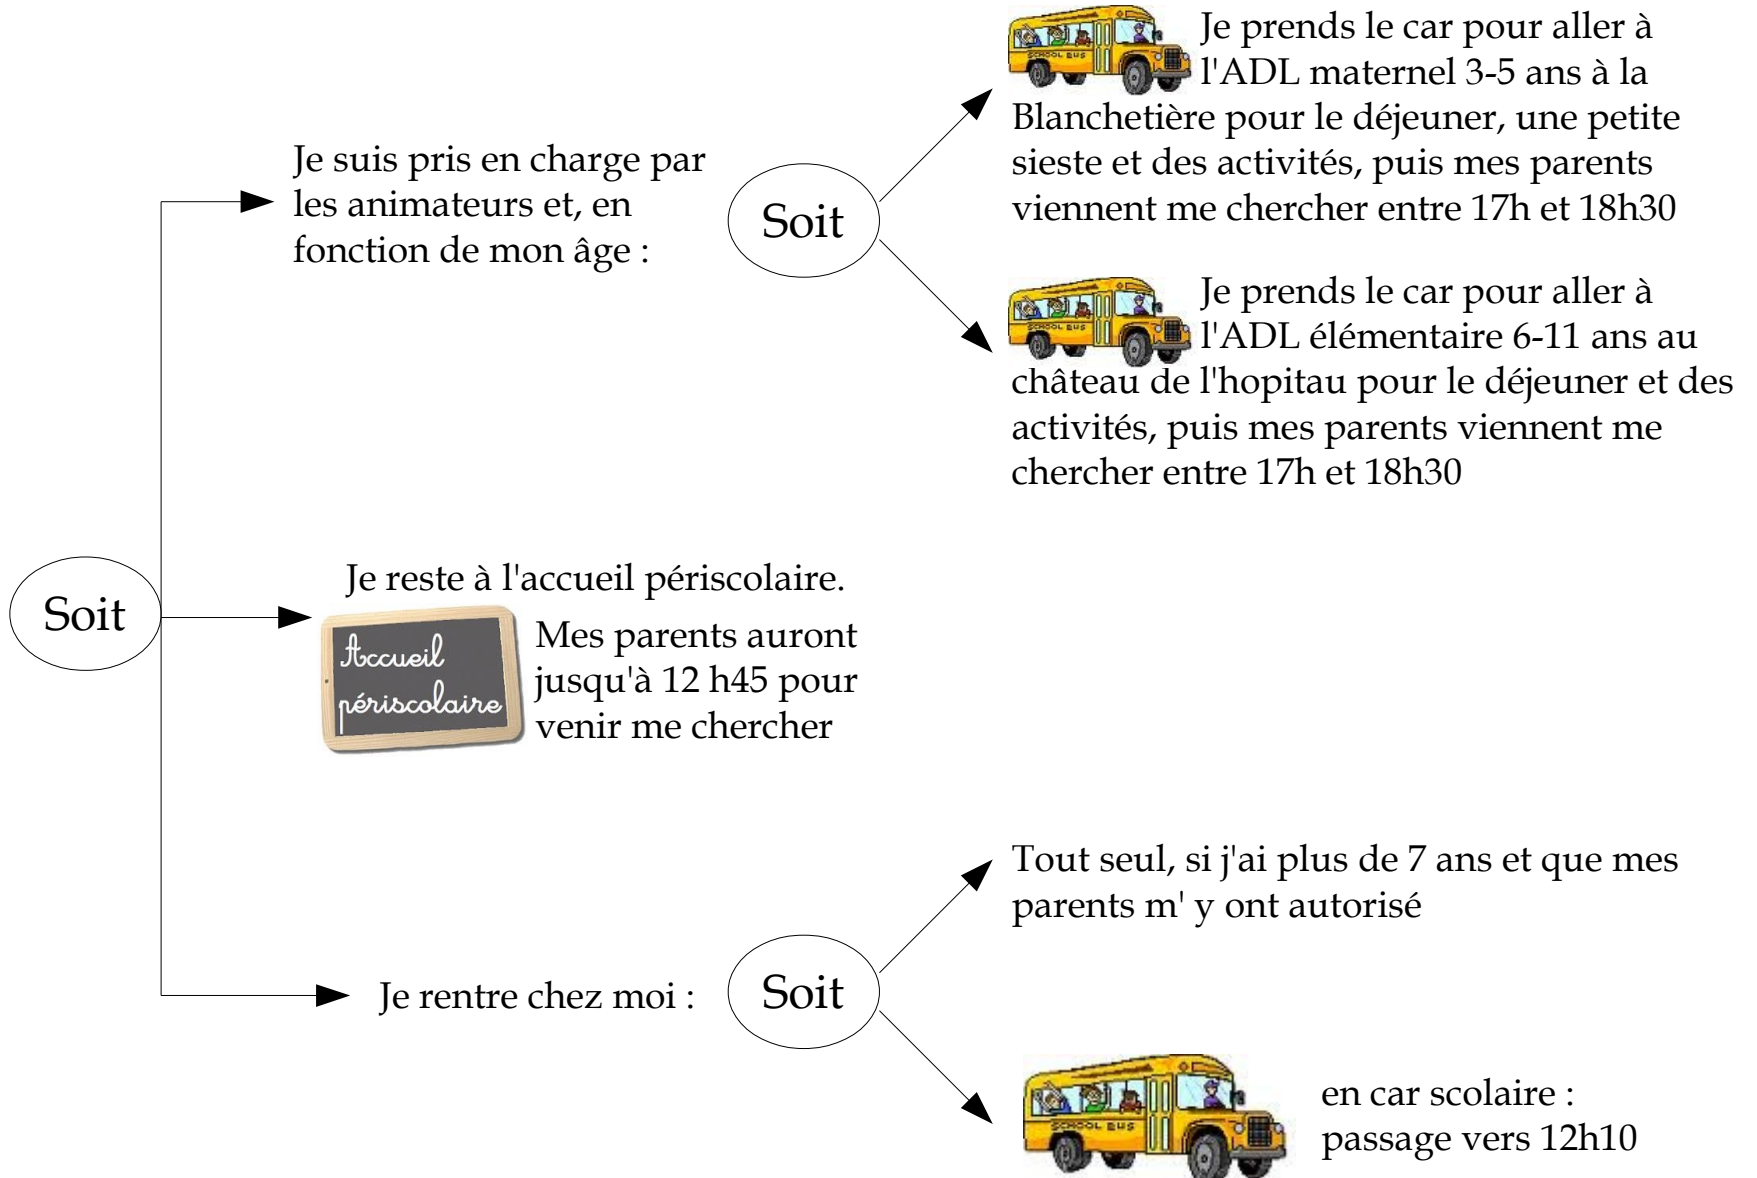 Soit
Je suis pris en charge par
les animateurs et, en
fonction de mon âge :
Soit
SCHOOL BUS
Je prends le car pour aller à
l'ADL maternel 3-5 ans à la
Blanchetière pour le déjeuner, une petite
sieste et des activités, puis mes parents
viennent me chercher entre 17h et 18h30
SCHOOL BUS
Je prends le car pour aller à
l'ADL élémentaire 6-11 ans au
château de l'hopitau pour le déjeuner et des
activités, puis mes parents viennent me
chercher entre 17h et 18h30
Je reste à l'accueil périscolaire.
Accueil
périscolaire
Mes parents auront
jusqu'à 12 h45 pour
venir me chercher
Je rentre chez moi :
Soit
Tout seul, si j'ai plus de 7 ans et que mes
parents m' y ont autorisé
SCHOOL BUS
en car scolaire :
passage vers 12h10